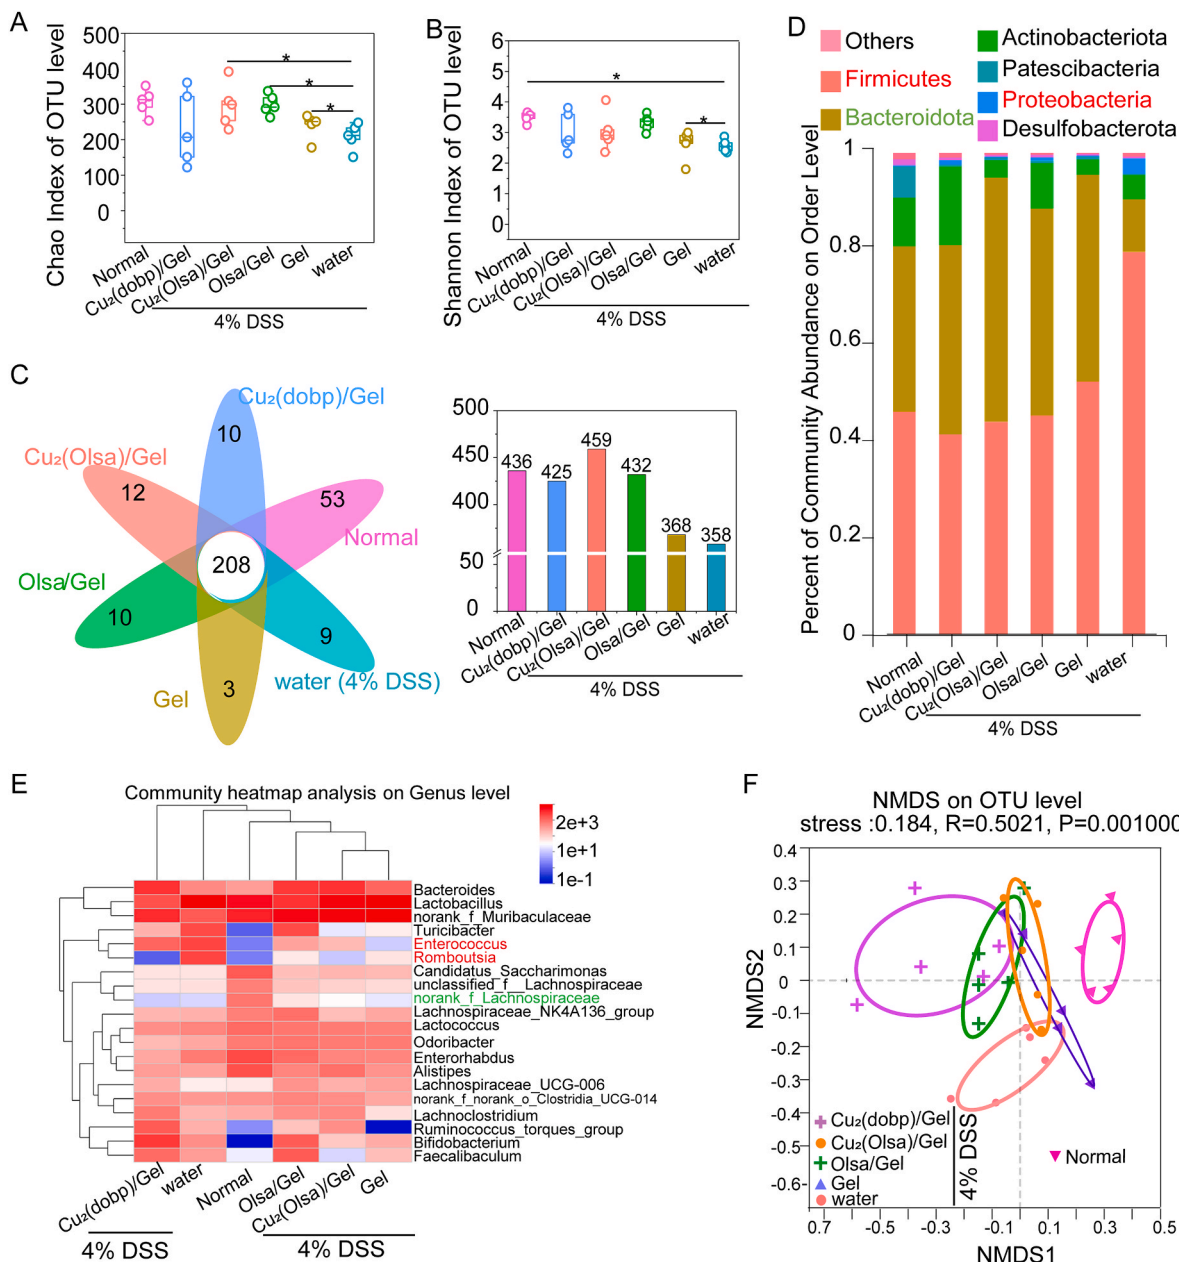 A
Chao Index of OTU level
500
400
300
200
100
0
*
*
*
Normal
Cu₂(dobp)/Gel
Cu₂(Olsa)/Gel
Olsa/Gel
Gel
water
4% DSS
B
Shannon Index of OTU level
6
5
4
3
2
1
0
*
*
Normal
Cu₂(dobp)/Gel
Cu₂(Olsa)/Gel
Olsa/Gel
Gel
water
4% DSS
C
Cu₂(dobp)/Gel
10
Cu₂(Olsa)/Gel
12
53
Normal
208
Olsa/Gel
10
9
water (4% DSS)
Gel
3
500
450
400
50
0
436
425
459
432
368
358
Normal
Cu₂(dobp)/Gel
Cu₂(Olsa)/Gel
Olsa/Gel
Gel
water
4% DSS
D
Others
Firmicutes
Bacteroidota
Actinobacteriota
Patescibacteria
Proteobacteria
Desulfobacterota
Percent of Community Abundance on Order Level
1
0.8
0.6
0.4
0.2
0
Normal
Cu₂(dobp)/Gel
Cu₂(Olsa)/Gel
Olsa/Gel
Gel
water
4% DSS
E
Community heatmap analysis on Genus level
2e+3
1e+1
1e-1
Bacteroides
Lactobacillus
norank_f_Muribaculaceae
Turicibacter
Enterococcus
Romboutsia
Candidatus_Saccharimonas
unclassified_f__Lachnospiraceae
norank_f_Lachnospiraceae
Lachnospiraceae_NK4A136_group
Lactococcus
Odoribacter
Enterorhabdus
Alistipes
Lachnospiraceae_UCG-006
norank_f_norank_o_Clostridia_UCG-014
Lachnoclostridium
Ruminococcus_torques_group
Bifidobacterium
Faecalibaculum
Cu₂(dobp)/Gel
water
Normal
Olsa/Gel
Cu₂(Olsa)/Gel
Gel
4% DSS
4% DSS
F
NMDS on OTU level
stress :0.184, R=0.5021, P=0.001000
NMDS2
0.4
0.3
0.2
0.1
0
-0.1
-0.2
-0.3
-0.4
-0.5
-0.6
Cu₂(dobp)/Gel
Cu₂(Olsa)/Gel
Olsa/Gel
Gel
water
4% DSS
Normal
0.7
-0.5
-0.3
-0.1
0.1
0.3
0.5
NMDS1